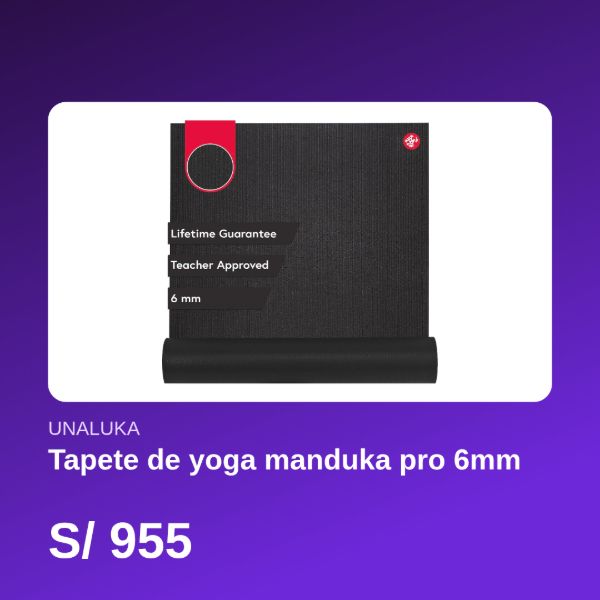 Lifetime Guarantee
Teacher Approved
6 mm
UNALUKA
Tapete de yoga manduka pro 6mm
S/ 955